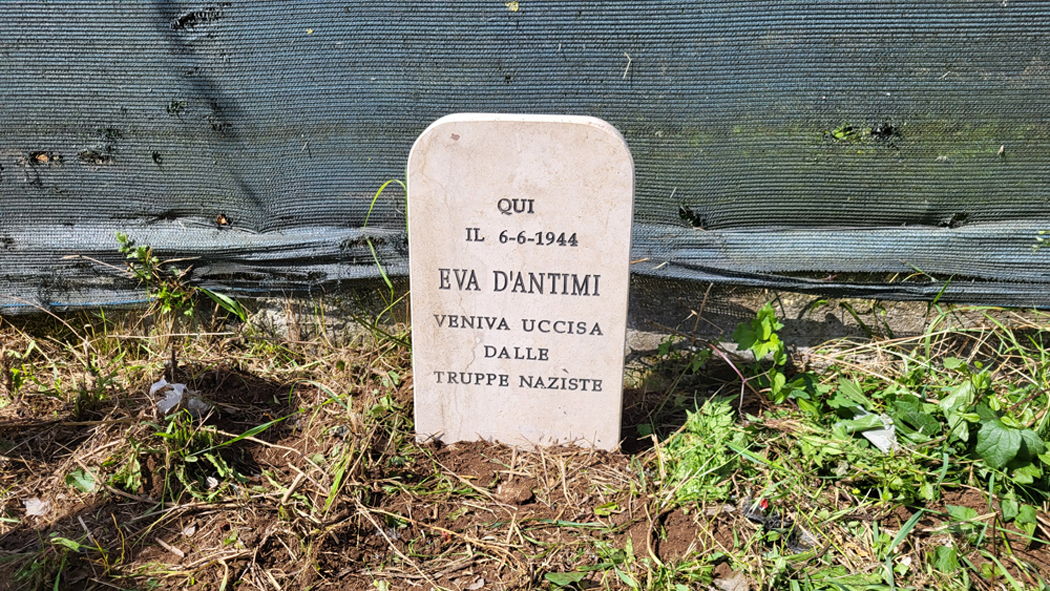 QUI
IL 6-6-1944
EVA D'ANTIMI
VENIVA UCCISA
DALLE
TRUPPE NAZISTE